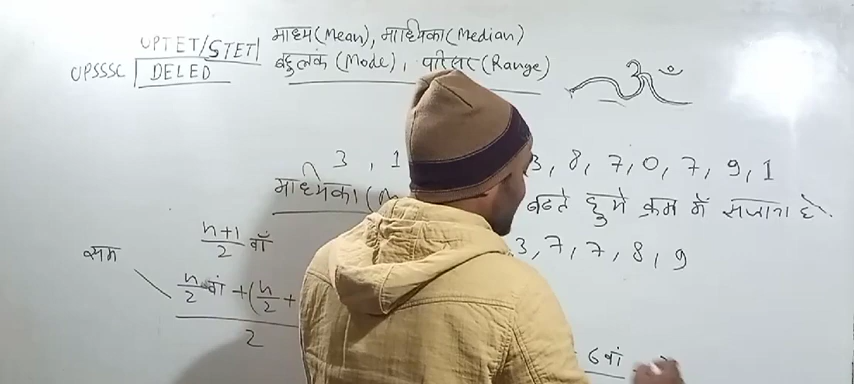 UPTET/STET
UPSSSC DELED
माध्य (Mean), माध्यिका (Median)
बहुलक (Mode), परिसर (Range)
ॐ
3, 1 3, 8, 7, 0, 7, 9, 1
माध्यिका ( बढते हुये क्रम में सजाना है।
3, 7, 7, 8, 9
n+1/2 वाँ
सम
n/2 वां + (n/2 +
2
6वां